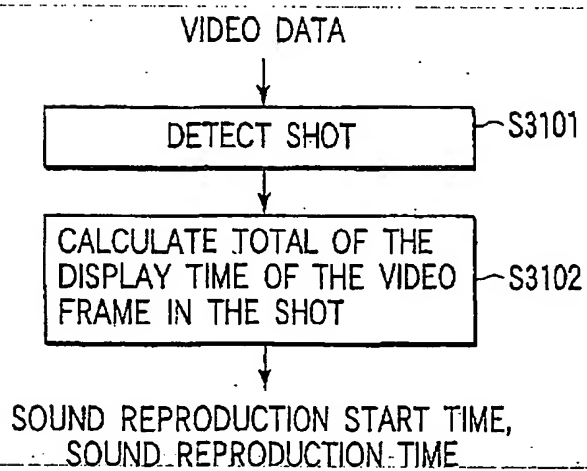 VIDEO DATA
DETECT SHOT
S3101
CALCULATE TOTAL OF THE
DISPLAY TIME OF THE VIDEO
FRAME IN THE SHOT
S3102
SOUND REPRODUCTION START TIME,
SOUND REPRODUCTION TIME